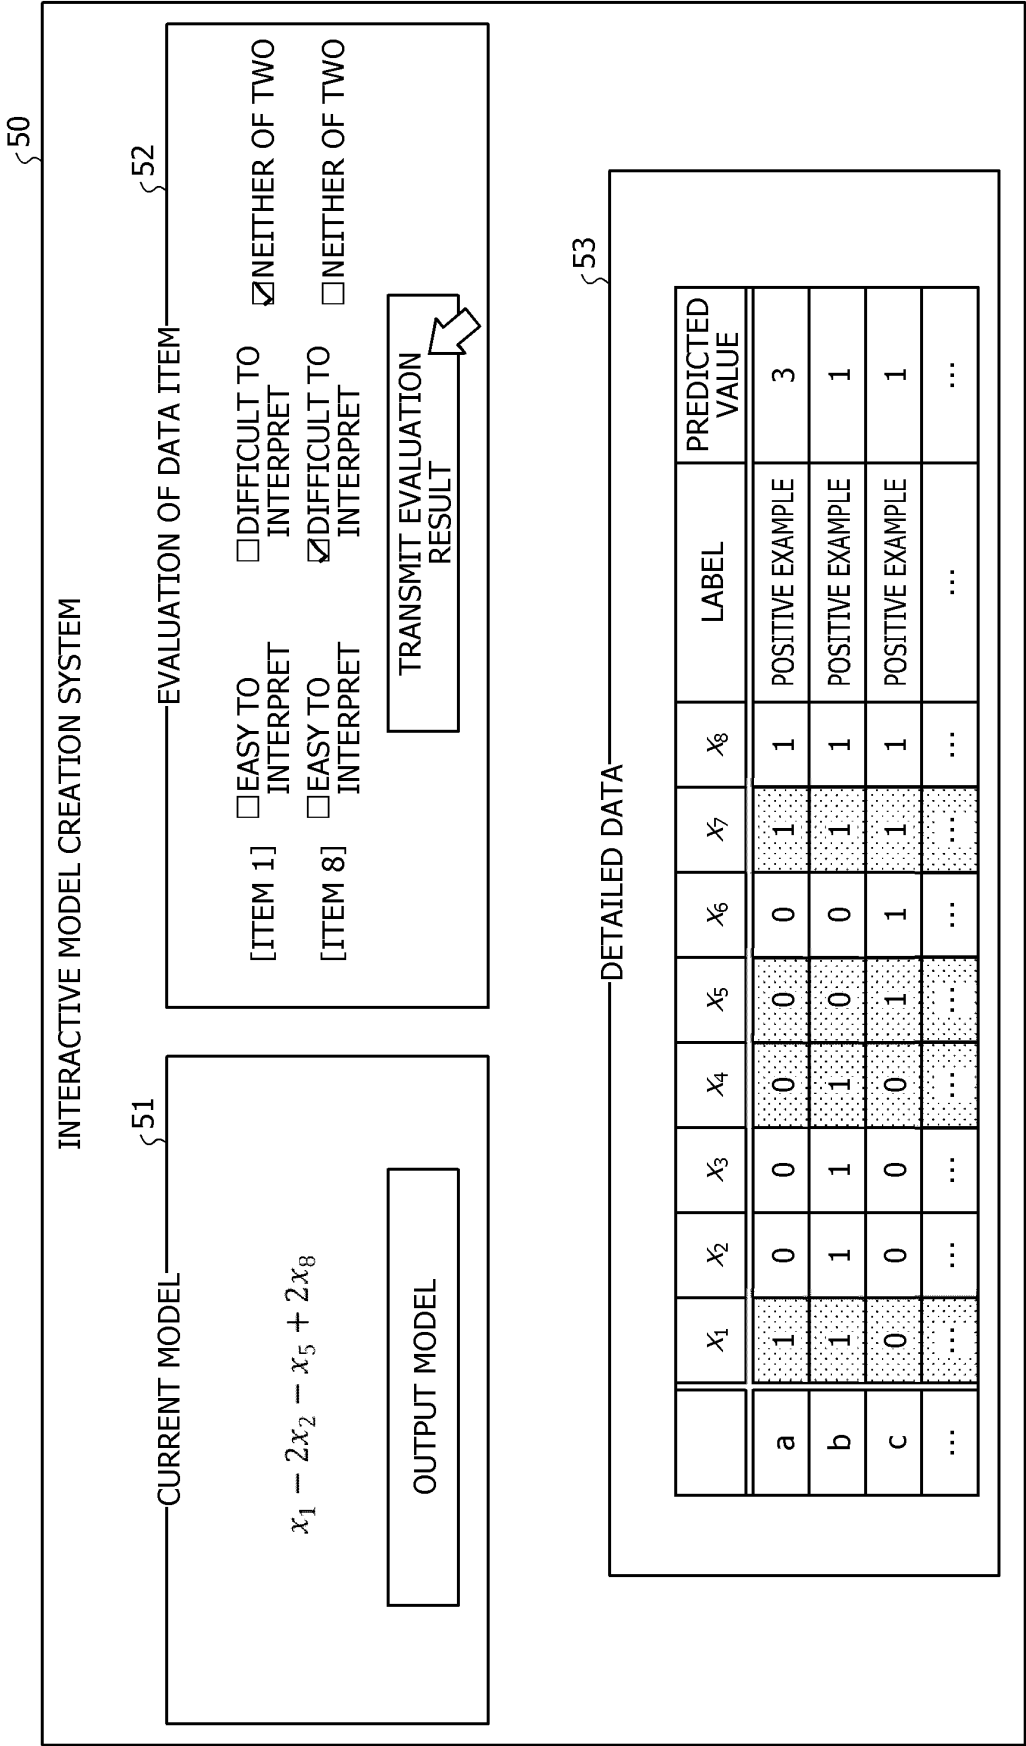 50
INTERACTIVE MODEL CREATION SYSTEM
CURRENT MODEL
51
x₁ − 2x₂ − x₅ + 2x₈
OUTPUT MODEL
EVALUATION OF DATA ITEM
52
[ITEM 1] ☐EASY TO INTERPRET ☐DIFFICULT TO INTERPRET ☑NEITHER OF TWO
[ITEM 8] ☐EASY TO INTERPRET ☑DIFFICULT TO INTERPRET ☐NEITHER OF TWO
TRANSMIT EVALUATION
RESULT
DETAILED DATA
53
x₁ x₂ x₃ x₄ x₅ x₆ x₇ x₈ LABEL PREDICTED VALUE
a 1 0 0 0 0 0 1 1 POSITIVE EXAMPLE 3
b 1 1 1 1 0 0 1 1 POSITIVE EXAMPLE 1
c 0 0 0 0 1 1 1 1 POSITIVE EXAMPLE 1
… … … … … … … … … … …